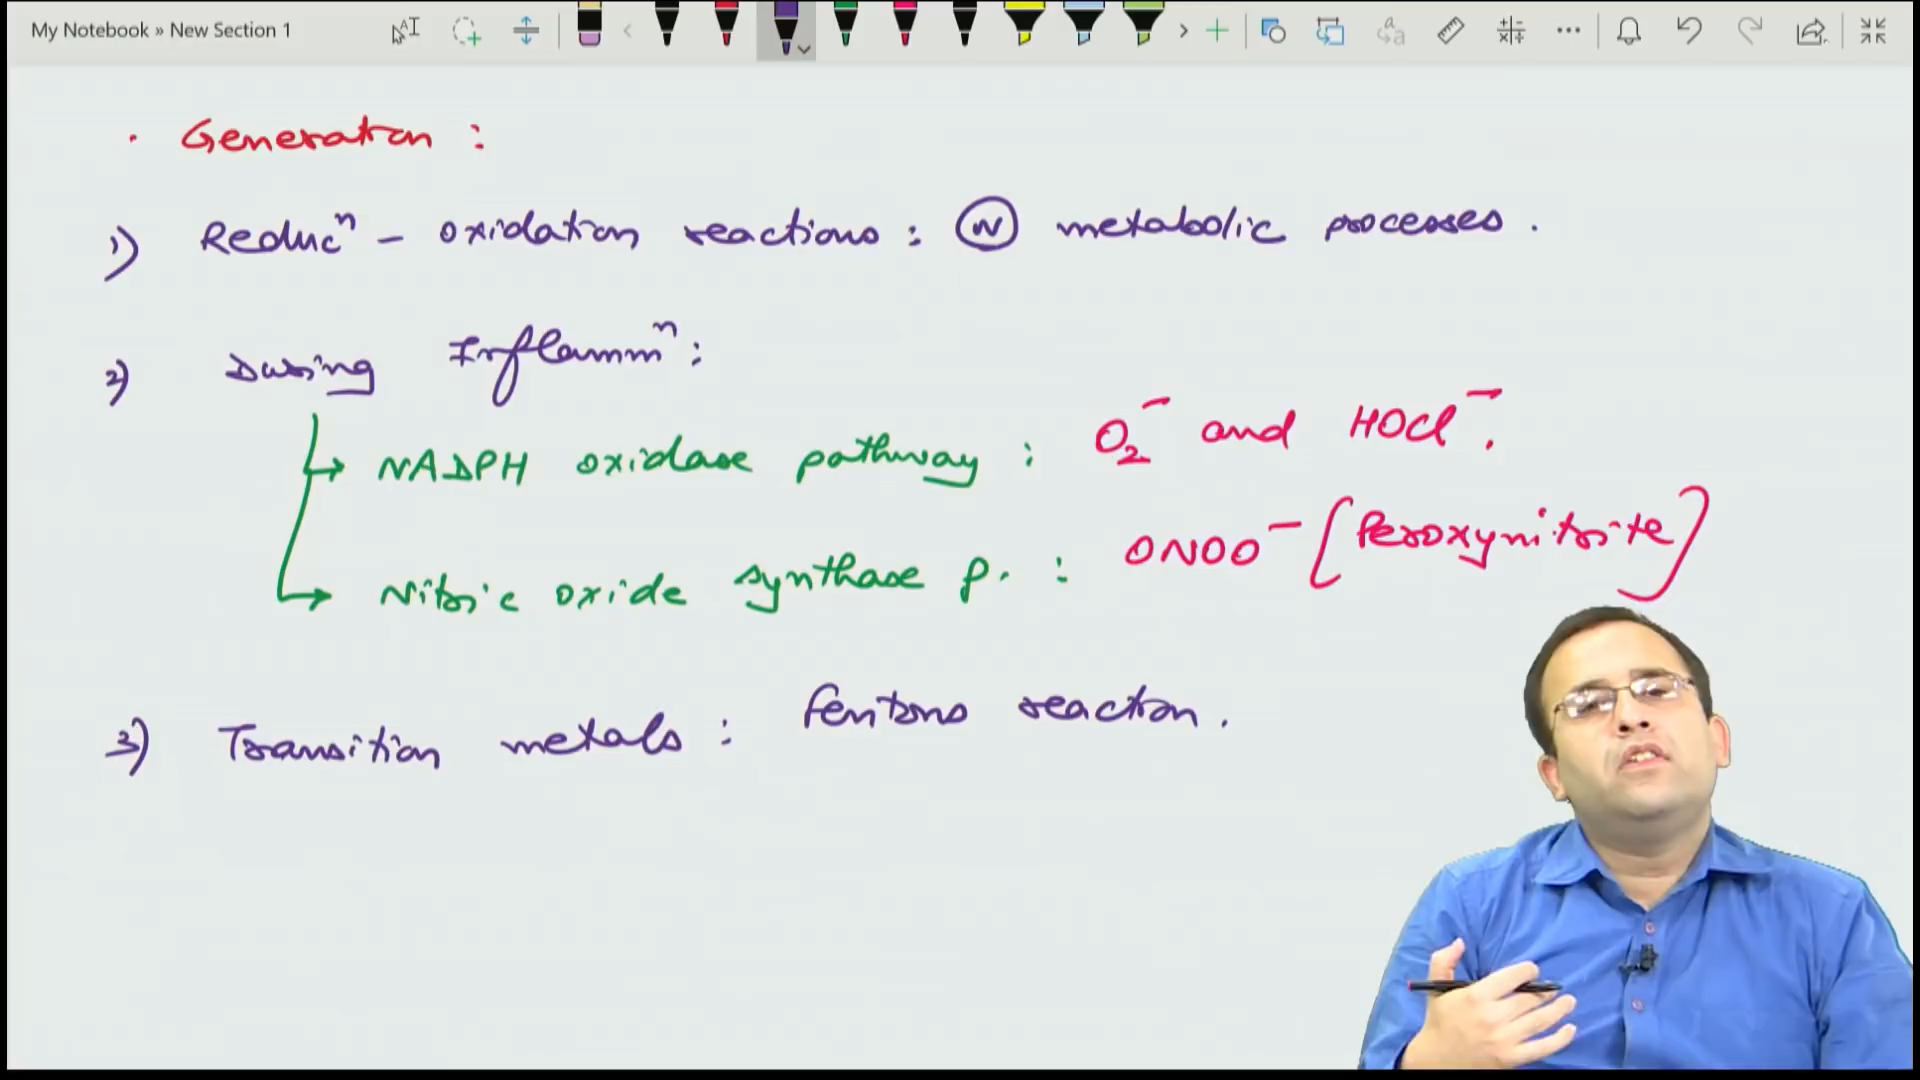 My Notebook » New Section 1
· Generation :
1) Reducⁿ - oxidation reactions : (N) metabolic processes .
2) During Inflammⁿ :
→ NADPH oxidase pathway : O₂⁻ and HOCl⁻.
→ Nitric oxide synthase p. : ONOO⁻ [Peroxynitrite]
3) Transition metals : fentons reaction .